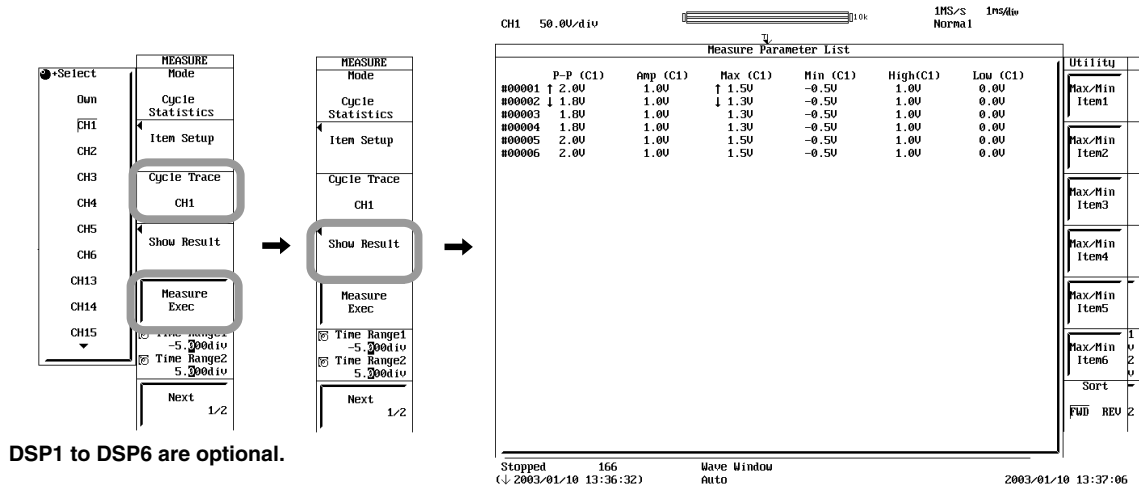 +Select
Own
CH1
CH2
CH3
CH4
CH5
CH6
CH13
CH14
CH15
MEASURE
Mode
Cycle
Statistics
Item Setup
Cycle Trace
CH1
Show Result
Measure
Exec
Time Range1
-5.000div
Time Range2
5.000div
Next
1/2
DSP1 to DSP6 are optional.
MEASURE
Mode
Cycle
Statistics
Item Setup
Cycle Trace
CH1
Show Result
Measure
Exec
Time Range1
-5.000div
Time Range2
5.000div
Next
1/2
CH1 50.0V/div 10k 1MS/s 1ms/div
Normal
Measure Parameter List
P-P (C1) Amp (C1) Max (C1) Min (C1) High(C1) Low (C1)
#00001 ↑ 2.0V 1.0V ↑ 1.5V -0.5V 1.0V 0.0V
#00002 ↓ 1.8V 1.0V ↓ 1.3V -0.5V 1.0V 0.0V
#00003 1.8V 1.0V 1.3V -0.5V 1.0V 0.0V
#00004 1.8V 1.0V 1.3V -0.5V 1.0V 0.0V
#00005 2.0V 1.0V 1.5V -0.5V 1.0V 0.0V
#00006 2.0V 1.0V 1.5V -0.5V 1.0V 0.0V
Utility
Max/Min
Item1
Max/Min
Item2
Max/Min
Item3
Max/Min
Item4
Max/Min
Item5
Max/Min
Item6
Sort
FWD REV
Stopped 166 Wave Window
(↓ 2003/01/10 13:36:32) Auto 2003/01/10 13:37:06